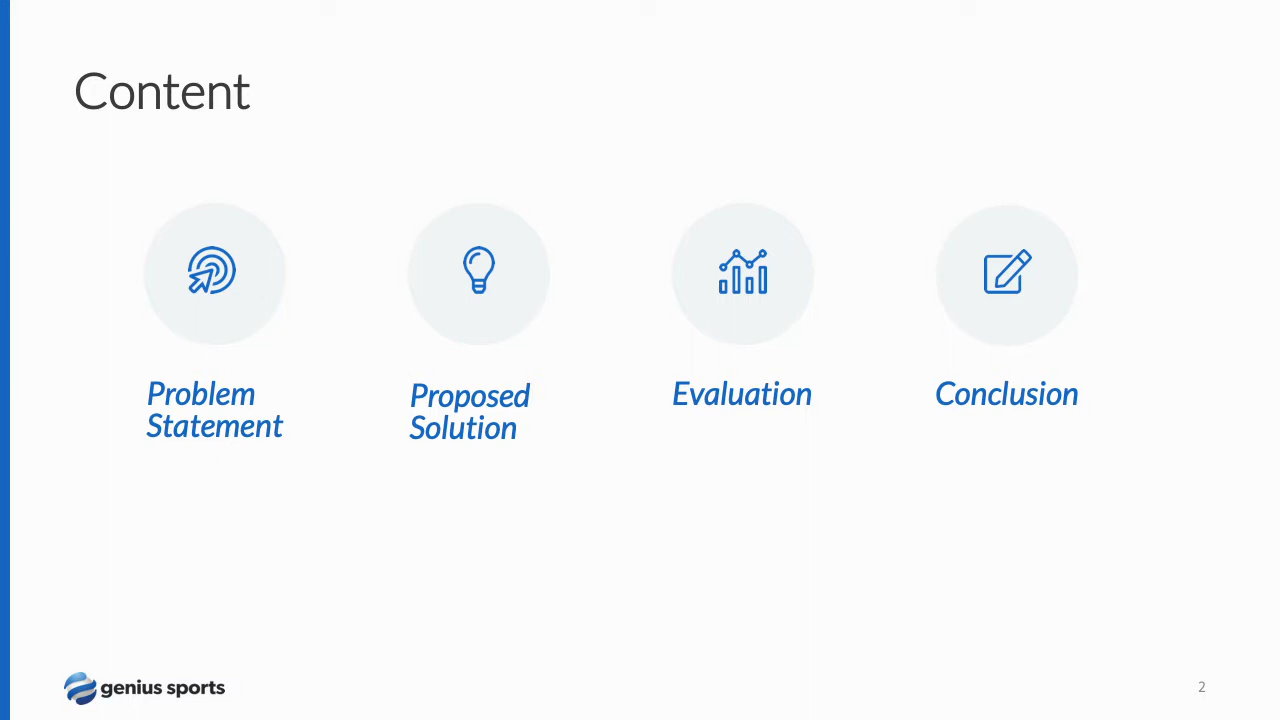 Content
Problem
Statement
Proposed
Solution
Evaluation
Conclusion
genius sports
2